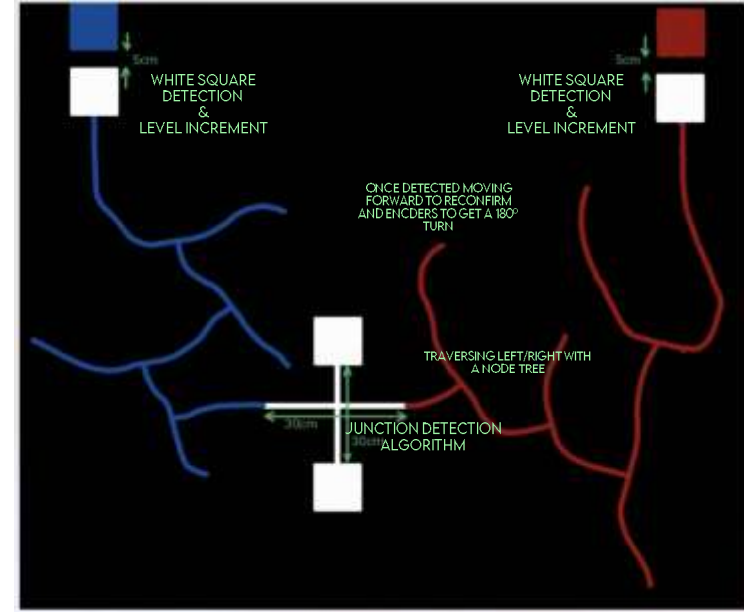 5cm
WHITE SQUARE
DETECTION
&
LEVEL INCREMENT
5cm
WHITE SQUARE
DETECTION
&
LEVEL INCREMENT
ONCE DETECTED MOVING
FORWARD TO RECONFIRM
AND ENCDERS TO GET A 180°
TURN
TRAVERSING LEFT/RIGHT WITH
A NODE TREE
30cm
JUNCTION DETECTION
ALGORITHM
30cm